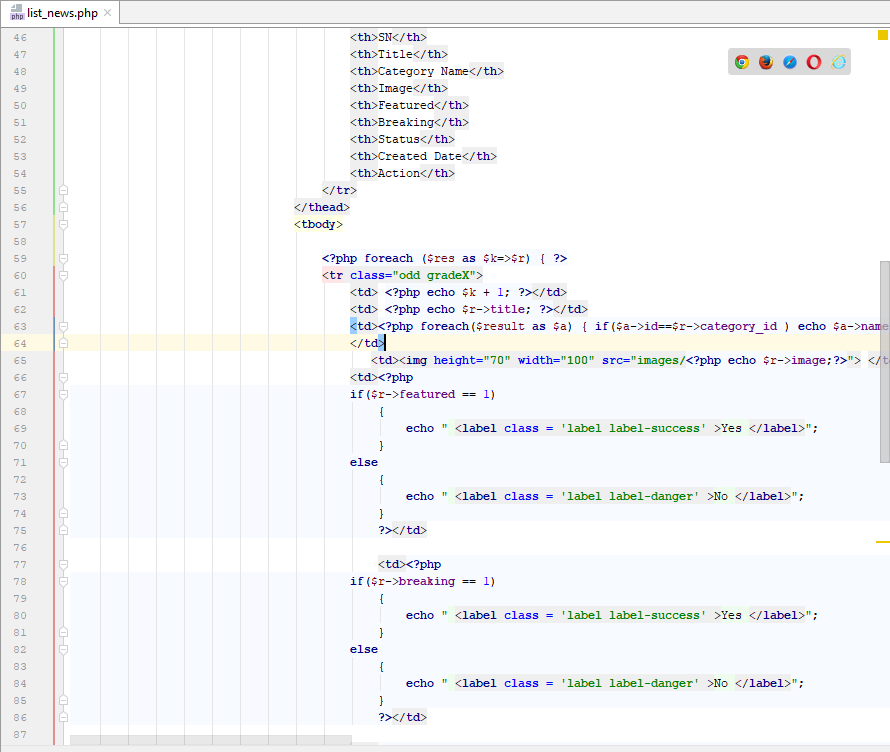 list_news.php
46 <th>SN</th>
47 <th>Title</th>
48 <th>Category Name</th>
49 <th>Image</th>
50 <th>Featured</th>
51 <th>Breaking</th>
52 <th>Status</th>
53 <th>Created Date</th>
54 <th>Action</th>
55 </tr>
56 </thead>
57 <tbody>
58
59 <?php foreach ($res as $k=>$r) { ?>
60 <tr class="odd gradeX">
61 <td> <?php echo $k + 1; ?></td>
62 <td> <?php echo $r->title; ?></td>
63 <td><?php foreach($result as $a) { if($a->id==$r->category_id ) echo $a->name
64 </td>
65 <td><img height="70" width="100" src="images/<?php echo $r->image;?>"> </t
66 <td><?php
67 if($r->featured == 1)
68 {
69 echo " <label class = 'label label-success' >Yes </label>";
70 }
71 else
72 {
73 echo " <label class = 'label label-danger' >No </label>";
74 }
75 ?></td>
76
77 <td><?php
78 if($r->breaking == 1)
79 {
80 echo " <label class = 'label label-success' >Yes </label>";
81 }
82 else
83 {
84 echo " <label class = 'label label-danger' >No </label>";
85 }
86 ?></td>
87